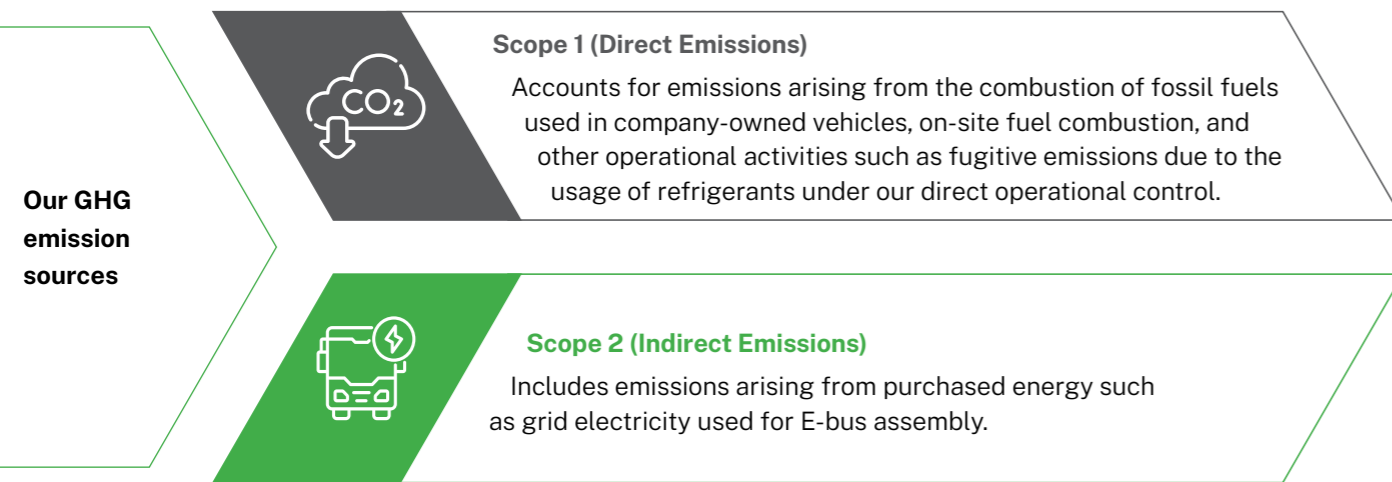 Our GHG
emission
sources
CO₂
Scope 1 (Direct Emissions)
Accounts for emissions arising from the combustion of fossil fuels
used in company-owned vehicles, on-site fuel combustion, and
other operational activities such as fugitive emissions due to the
usage of refrigerants under our direct operational control.
Scope 2 (Indirect Emissions)
Includes emissions arising from purchased energy such
as grid electricity used for E-bus assembly.